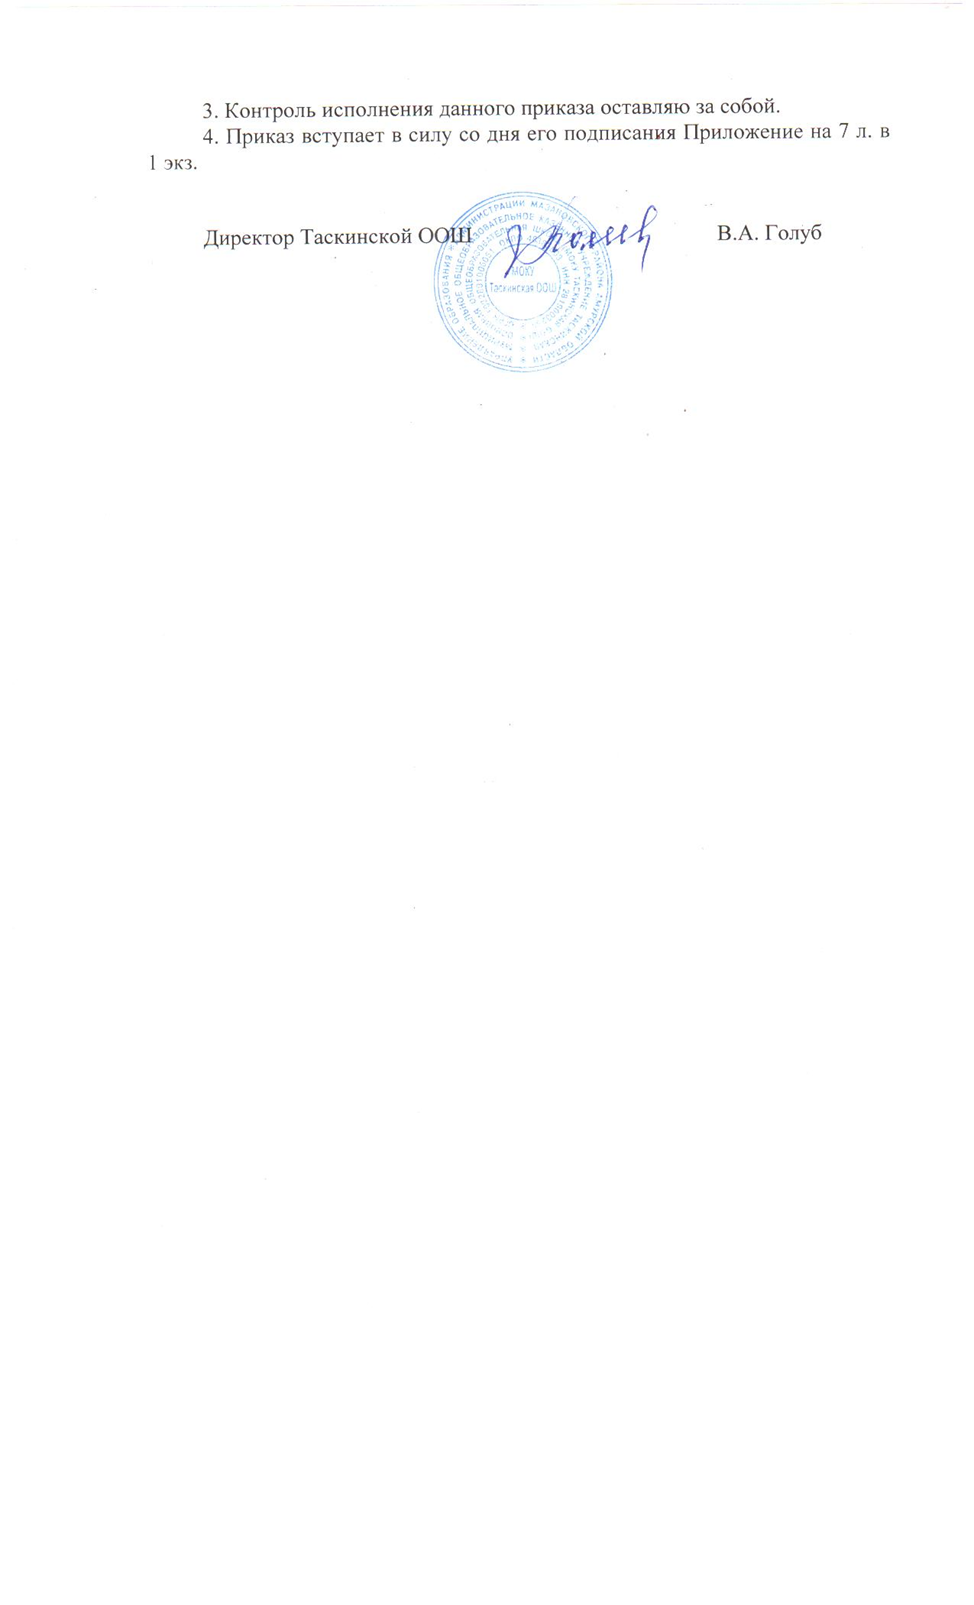 3. Контроль исполнения данного приказа оставляю за собой.
4. Приказ вступает в силу со дня его подписания Приложение на 7 л. в
1 экз.
Директор Таскинской ООШ
В.А. Голуб
МОКУ
Таскинская ООШ